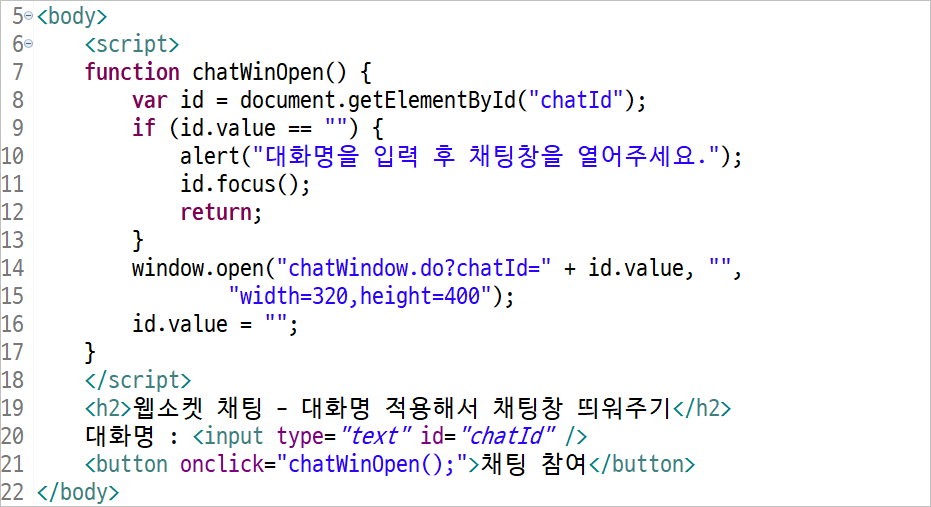 5 <body>
6     <script>
7     function chatWinOpen() {
8         var id = document.getElementById("chatId");
9         if (id.value == "") {
10             alert("대화명을 입력 후 채팅창을 열어주세요.");
11             id.focus();
12             return;
13         }
14         window.open("chatWindow.do?chatId=" + id.value, "",
15                 "width=320,height=400");
16         id.value = "";
17     }
18     </script>
19     <h2>웹소켓 채팅 - 대화명 적용해서 채팅창 띄워주기</h2>
20     대화명 : <input type="text" id="chatId" />
21     <button onclick="chatWinOpen();">채팅 참여</button>
22 </body>